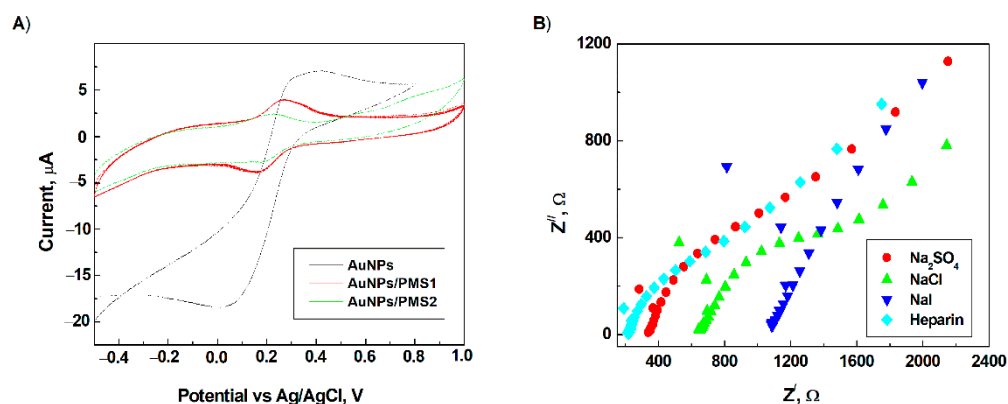 A)
5
0
−5
−10
−15
−20
Current, µA
−0.4 −0.2 0.0 0.2 0.4 0.6 0.8 1.0
Potential vs Ag/AgCl, V
AuNPs
AuNPs/PMS1
AuNPs/PMS2
B)
1200
800
400
0
Z//, Ω
400 800 1200 1600 2000 2400
Z/, Ω
Na₂SO₄
NaCl
NaI
Heparin